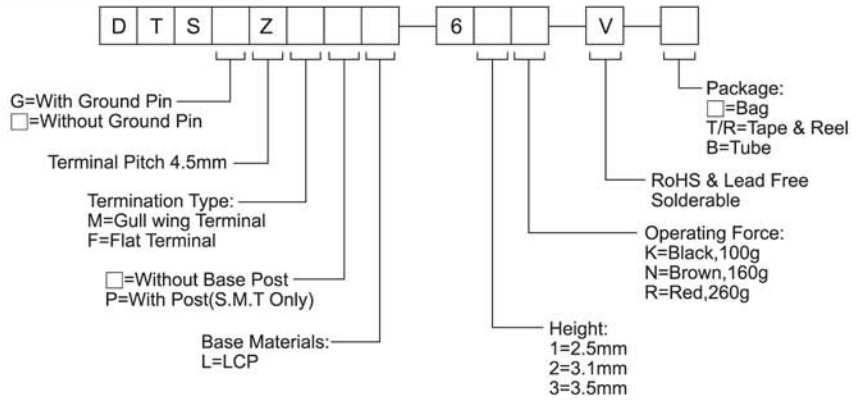 D T S □ Z □ □ □ - 6 □ □ - V - □
G=With Ground Pin
□=Without Ground Pin
Terminal Pitch 4.5mm
Termination Type:
M=Gull wing Terminal
F=Flat Terminal
□=Without Base Post
P=With Post(S.M.T Only)
Base Materials:
L=LCP
Package:
□=Bag
T/R=Tape & Reel
B=Tube
RoHS & Lead Free
Solderable
Operating Force:
K=Black,100g
N=Brown,160g
R=Red,260g
Height:
1=2.5mm
2=3.1mm
3=3.5mm